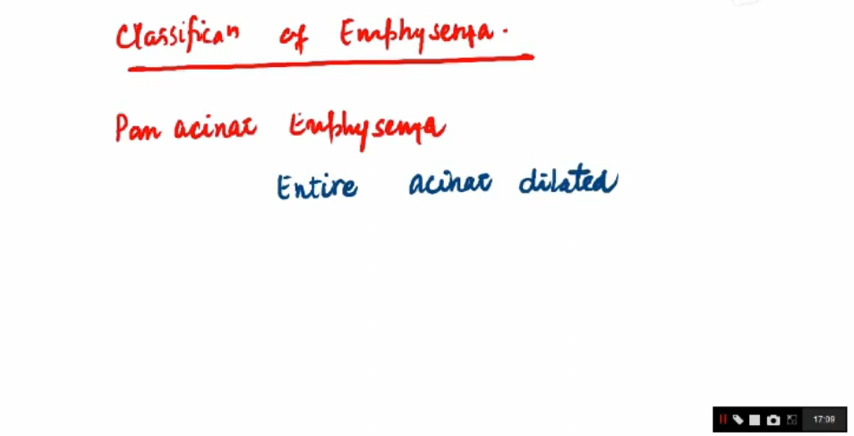 Classifican of Emphysema.
Pan acinar Emphysema
Entire acinar dilated
17:09